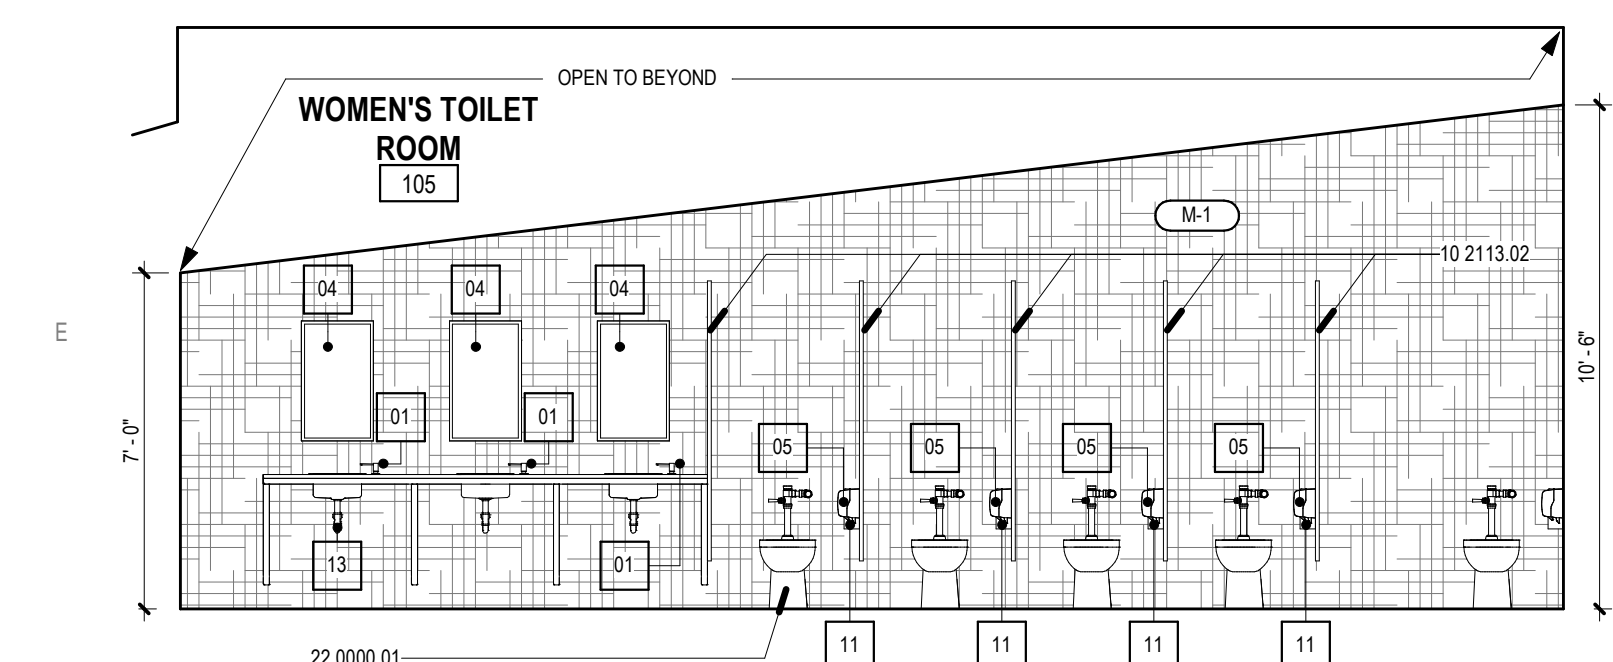 OPEN TO BEYOND
WOMEN'S TOILET
ROOM
105
M-1
10 2113.02
04
04
04
E
7' - 0"
10' - 6"
01
01
05
05
05
05
13
01
11
11
11
11
22 0000.01